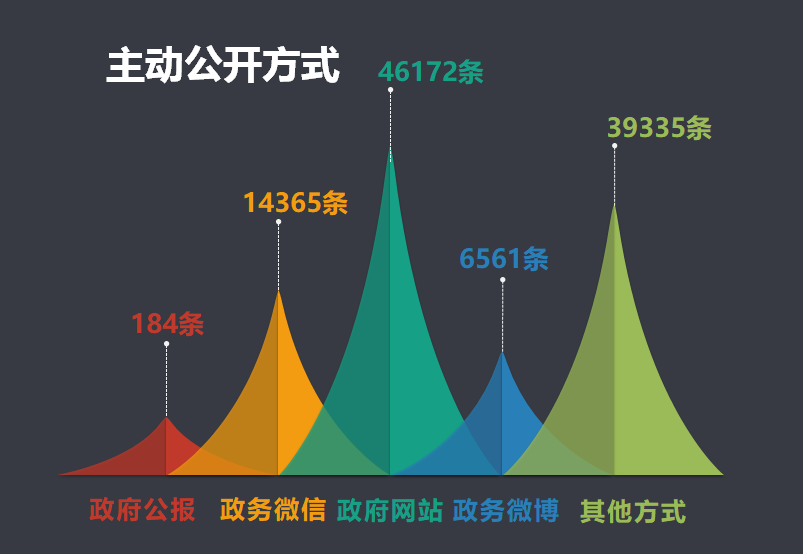 主动公开方式
46172条
39335条
14365条
6561条
184条
政府公报
政务微信
政府网站
政务微博
其他方式